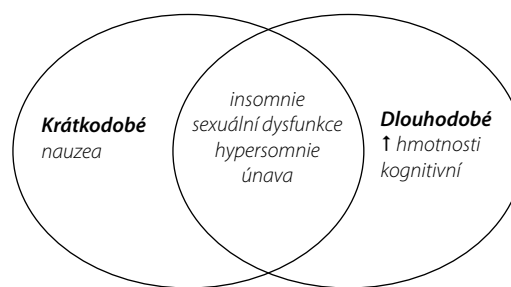 Krátkodobé
nauzea
insomnie
sexuální dysfunkce
hypersomnie
únava
Dlouhodobé
↑ hmotnosti
kognitivní